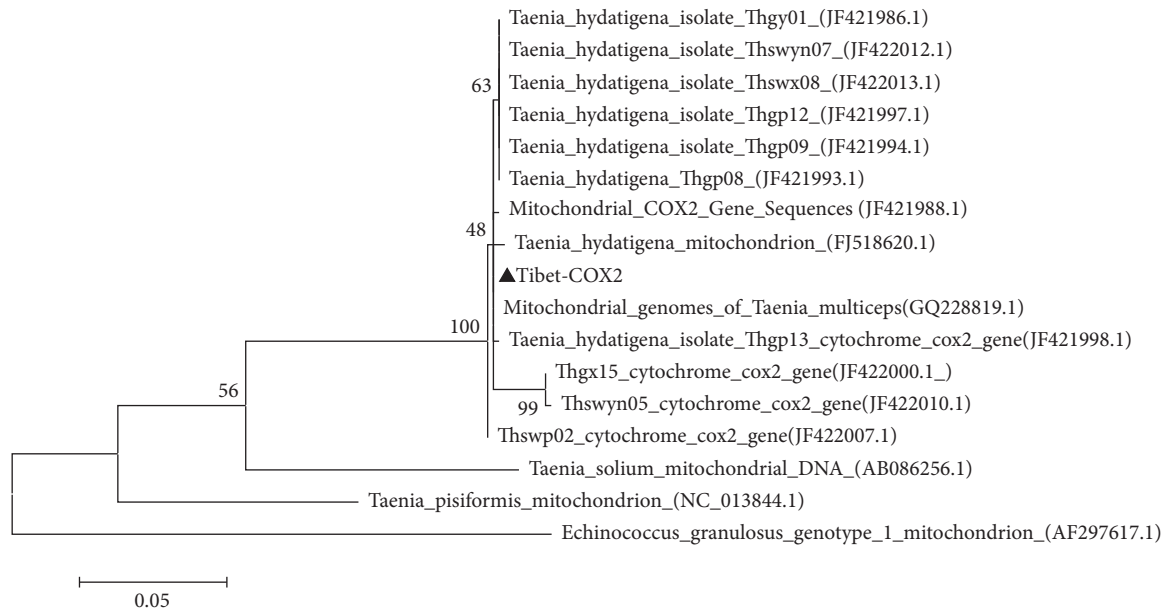 Taenia_hydatigena_isolate_Thgy01_(JF421986.1)
Taenia_hydatigena_isolate_Thswyn07_(JF422012.1)
63
Taenia_hydatigena_isolate_Thswx08_(JF422013.1)
Taenia_hydatigena_isolate_Thgp12_(JF421997.1)
Taenia_hydatigena_isolate_Thgp09_(JF421994.1)
Taenia_hydatigena_Thgp08_(JF421993.1)
Mitochondrial_COX2_Gene_Sequences (JF421988.1)
48
Taenia_hydatigena_mitochondrion_(FJ518620.1)
▲Tibet-COX2
Mitochondrial_genomes_of_Taenia_multiceps(GQ228819.1)
100
Taenia_hydatigena_isolate_Thgp13_cytochrome_cox2_gene(JF421998.1)
Thgx15_cytochrome_cox2_gene(JF422000.1_)
56
99
Thswyn05_cytochrome_cox2_gene(JF422010.1)
Thswp02_cytochrome_cox2_gene(JF422007.1)
Taenia_solium_mitochondrial_DNA_(AB086256.1)
Taenia_pisiformis_mitochondrion_(NC_013844.1)
Echinococcus_granulosus_genotype_1_mitochondrion_(AF297617.1)
0.05